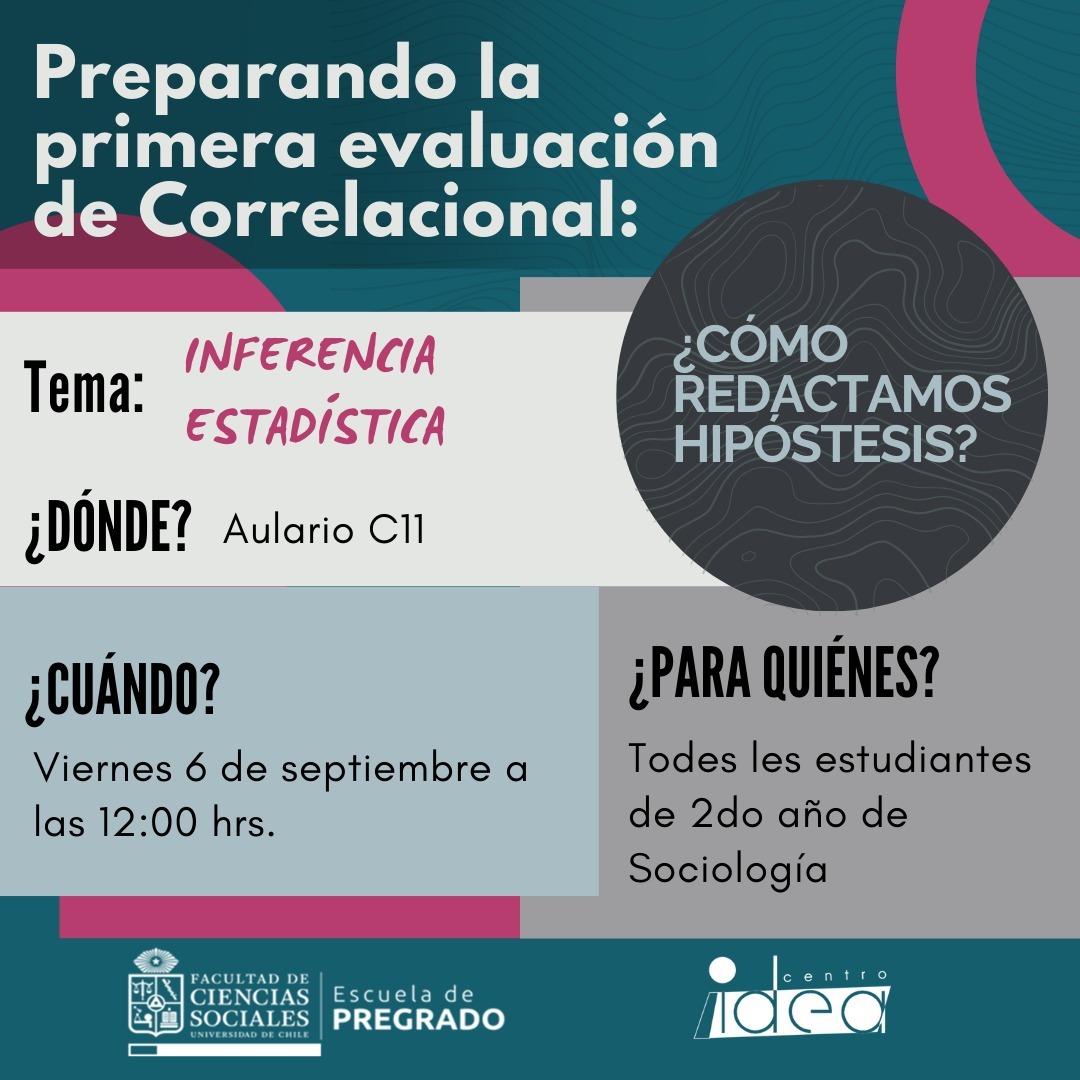 Preparando la
primera evaluación
de Correlacional:
Tema:
INFERENCIA
ESTADÍSTICA
¿CÓMO
REDACTAMOS
HIPÓSTESIS?
¿DÓNDE?
Aulario C11
¿CUÁNDO?
Viernes 6 de septiembre a
las 12:00 hrs.
¿PARA QUIÉNES?
Todes les estudiantes
de 2do año de
Sociología
FACULTAD DE
CIENCIAS
SOCIALES
UNIVERSIDAD DE CHILE
Escuela de
PREGRADO
centro
idea